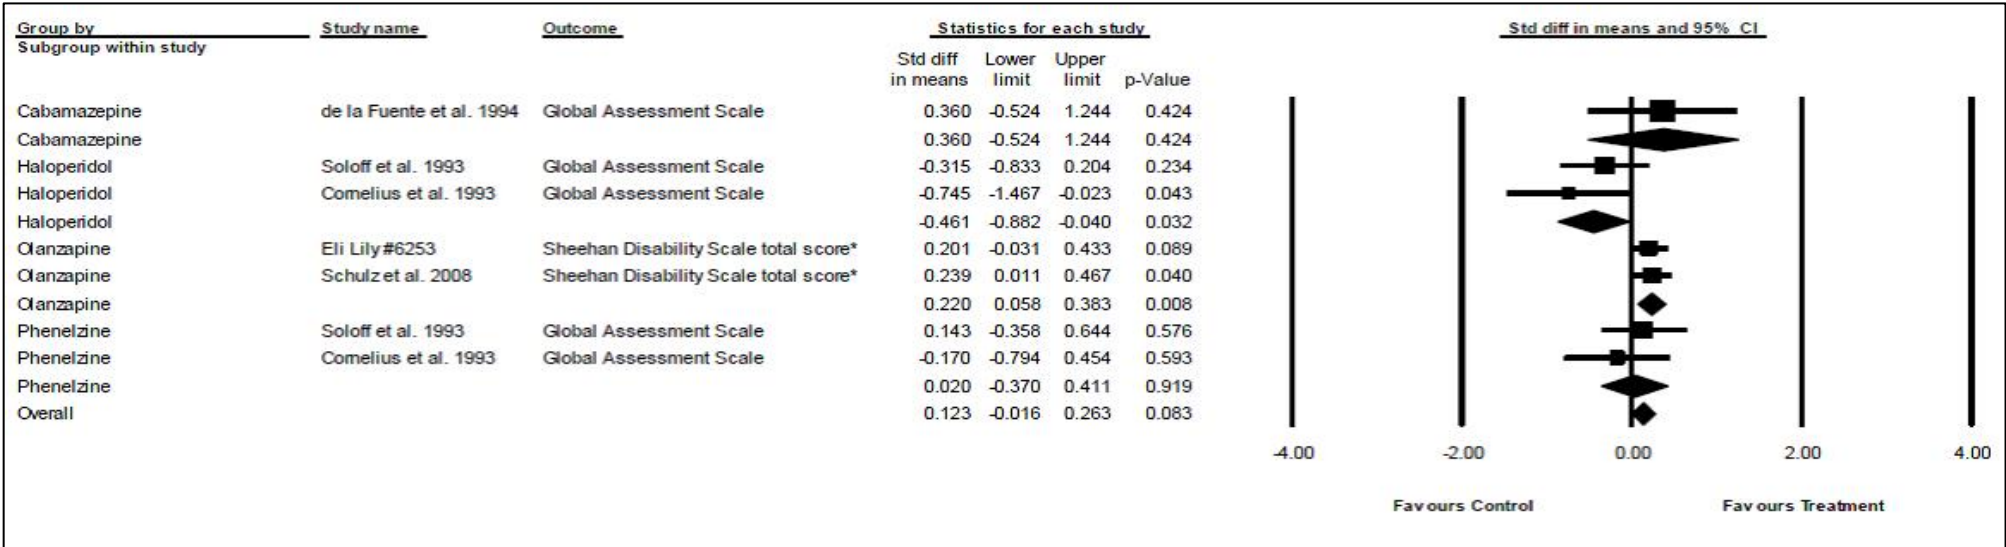 Group by Study name Outcome Statistics for each study Std diff in means and 95% CI
Subgroup within study
Std diff Lower Upper
in means limit limit p-Value
Cabamazepine de la Fuente et al. 1994 Global Assessment Scale 0.360 -0.524 1.244 0.424
Cabamazepine 0.360 -0.524 1.244 0.424
Haloperidol Soloff et al. 1993 Global Assessment Scale -0.315 -0.833 0.204 0.234
Haloperidol Cornelius et al. 1993 Global Assessment Scale -0.745 -1.467 -0.023 0.043
Haloperidol -0.461 -0.882 -0.040 0.032
Olanzapine Eli Lily #6253 Sheehan Disability Scale total score* 0.201 -0.031 0.433 0.089
Olanzapine Schulz et al. 2008 Sheehan Disability Scale total score* 0.239 0.011 0.467 0.040
Olanzapine 0.220 0.058 0.383 0.008
Phenelzine Soloff et al. 1993 Global Assessment Scale 0.143 -0.358 0.644 0.576
Phenelzine Cornelius et al. 1993 Global Assessment Scale -0.170 -0.794 0.454 0.593
Phenelzine 0.020 -0.370 0.411 0.919
Overall 0.123 -0.016 0.263 0.083
-4.00 -2.00 0.00 2.00 4.00
Favours Control Favours Treatment